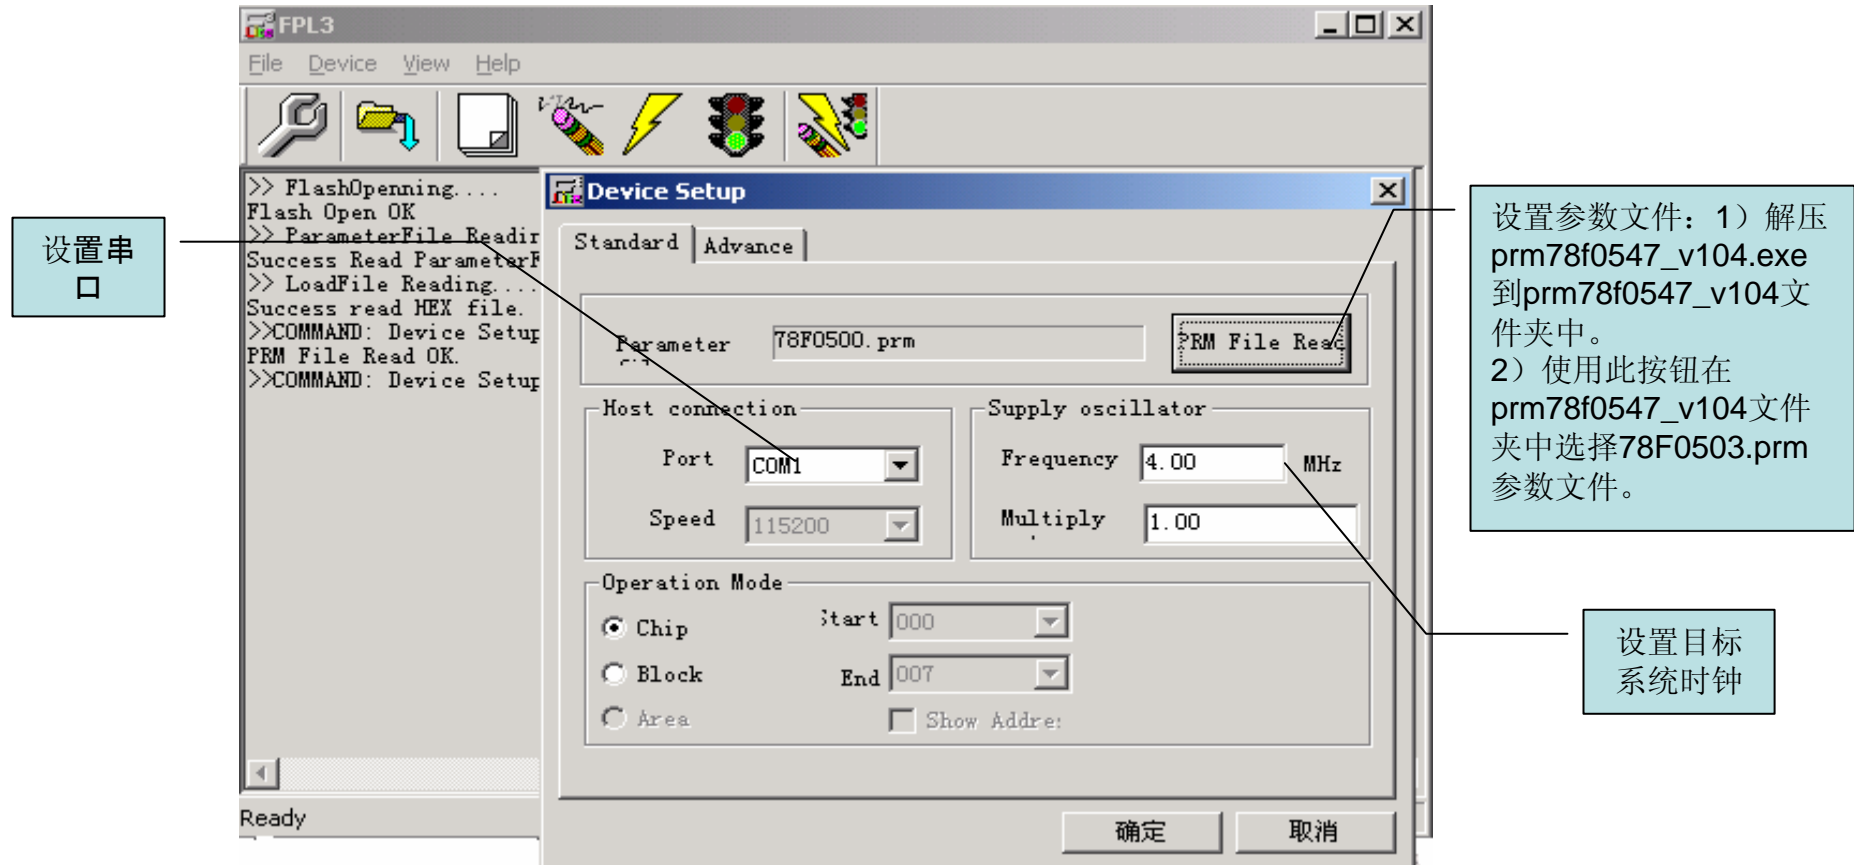 FPL3
File Device View Help
>> FlashOpenning....
Flash Open OK
>> ParameterFile Readin
Success Read ParameterF
>> LoadFile Reading....
Success read HEX file.
>>COMMAND: Device Setup
PRM File Read OK.
>>COMMAND: Device Setup
Ready
Device Setup
Standard Advance
Parameter 78F0500.prm PRM File Read
Host connection
Port COM1
Speed 115200
Supply oscillator
Frequency 4.00 MHz
Multiply 1.00
Operation Mode
Chip
Block
Area
Start 000
End 007
Show Addre:
确定 取消
设置串
口
设置参数文件：1）解压
prm78f0547_v104.exe
到prm78f0547_v104文
件夹中。
2）使用此按钮在
prm78f0547_v104文件
夹中选择78F0503.prm
参数文件。
设置目标
系统时钟